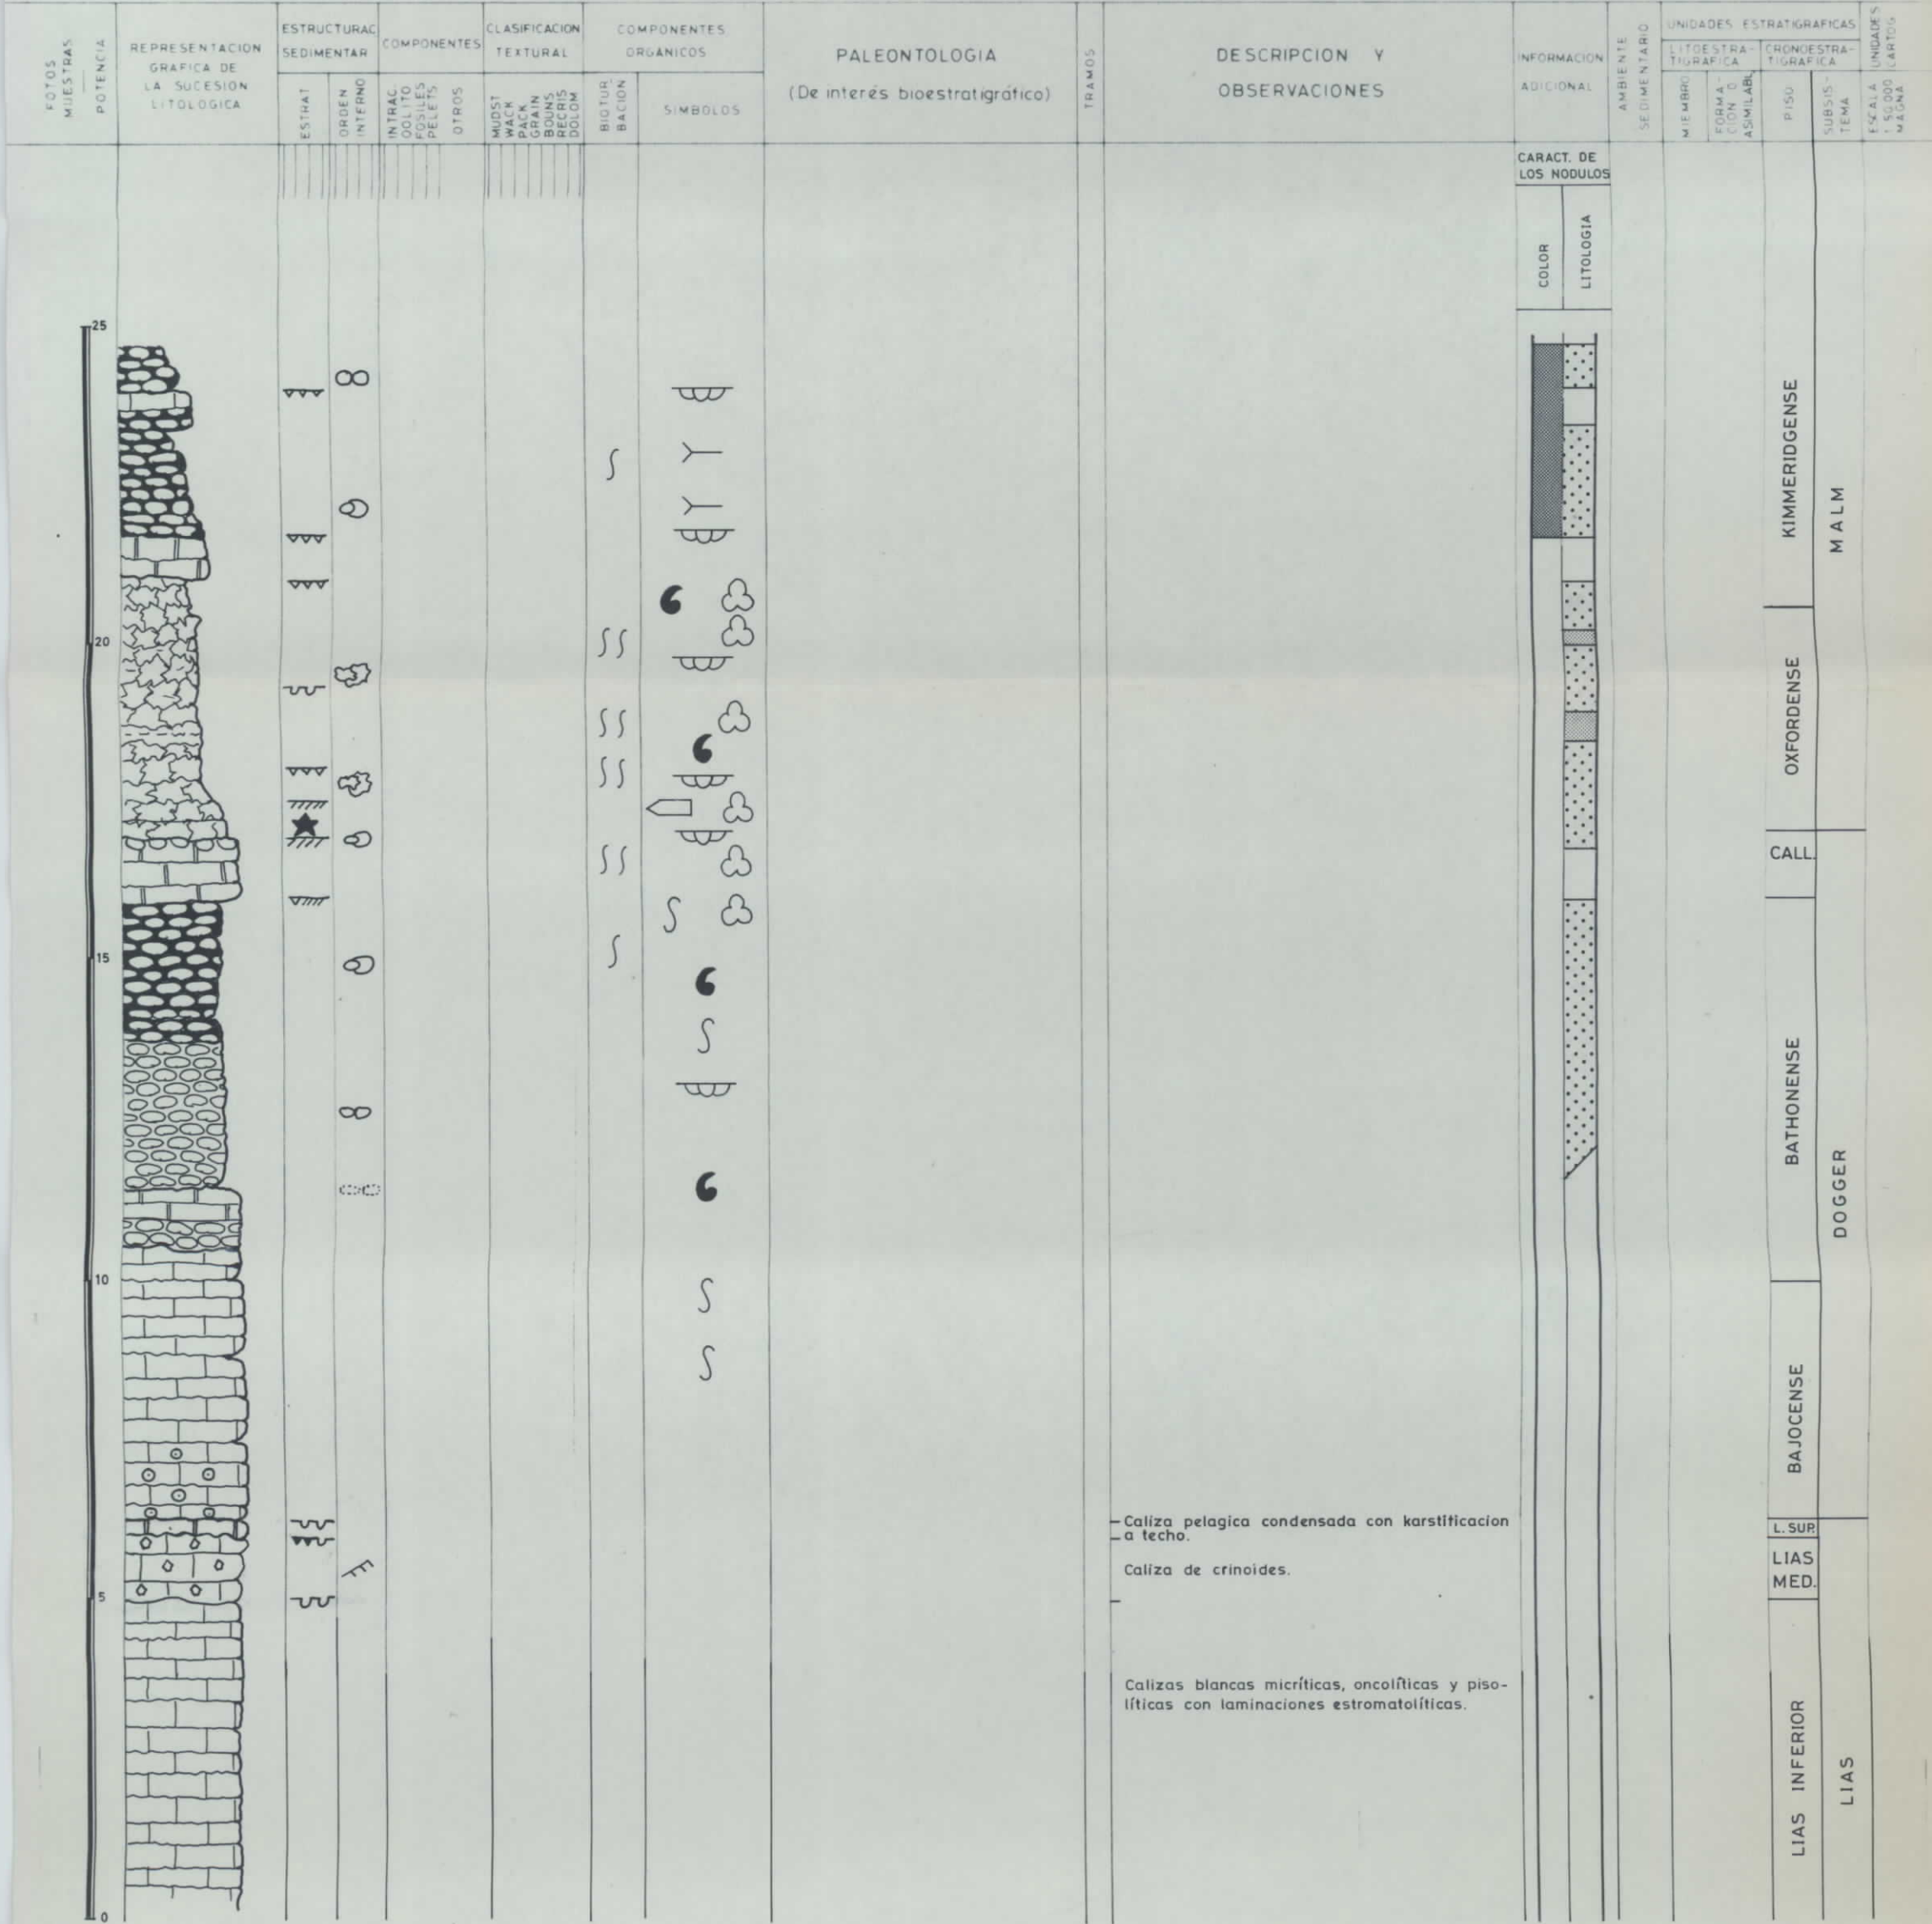 FOTOS
MUESTRAS
POTENCIA
REPRESENTACION
GRAFICA DE
LA SUCESION
LITOLOGICA
ESTRUCTURAC
SEDIMENTAR
ESTRAT
ORDEN
INTERNO
COMPONENTES
INTRAC.
OOLITO
FOSILES
PELETS
OTROS
CLASIFICACION
TEXTURAL
MUDST
WACK
PACK
GRAIN
BOUNS
RECRIS
DOLOM
COMPONENTES
ORGANICOS
BIOTUR-
BACION
SIMBOLOS
PALEONTOLOGIA
(De interés bioestratigrático)
TRAMOS
DESCRIPCION Y
OBSERVACIONES
INFORMACION
ADICIONAL
AMBIENTE
SEDIMENTARIO
UNIDADES ESTRATIGRAFICAS
LITOESTRA-
TIGRAFICA
CRONOESTRA-
TIGRAFICA
MIEMBRO
FORMA-
CION O
ASIMILABL
PISO
SUBSIS-
TEMA
UNIDADES
CARTOG
ESCALA
1:50.000
MAGNA
CARACT. DE
LOS NODULOS
COLOR
LITOLOGIA
25
20
15
10
5
0
KIMMERIDGENSE
MALM
OXFORDENSE
CALL.
BATHONENSE
DOGGER
BAJOCENSE
Caliza pelagica condensada con karstificacion
a techo.
L. SUP.
Caliza de crinoides.
LIAS
MED.
Calizas blancas micríticas, oncolíticas y piso-
líticas con laminaciones estromatolíticas.
LIAS INFERIOR
LIAS